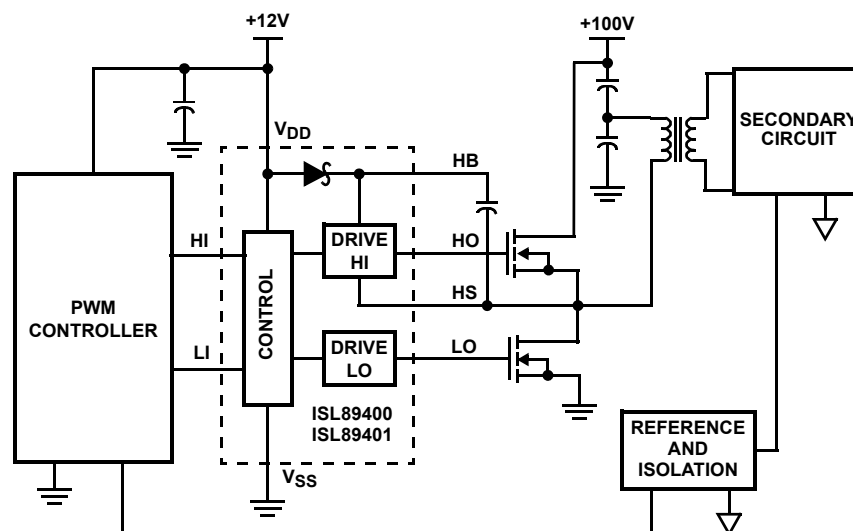 +12V
+100V
SECONDARY
CIRCUIT
VDD
HB
HI
DRIVE
HI
HO
PWM
CONTROLLER
CONTROL
HS
LI
DRIVE
LO
LO
ISL89400
ISL89401
REFERENCE
AND
ISOLATION
VSS